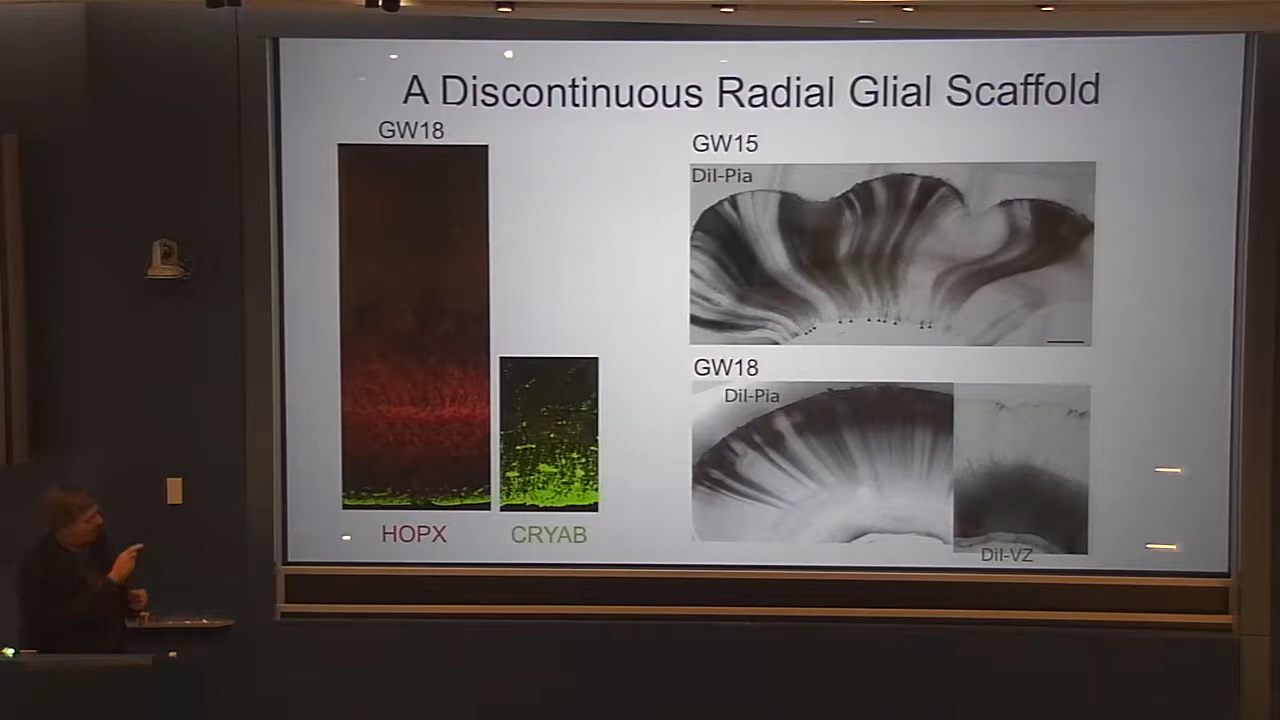 A Discontinuous Radial Glial Scaffold
GW18
HOPX
CRYAB
GW15
DiI-Pia
GW18
DiI-Pia
DiI-VZ